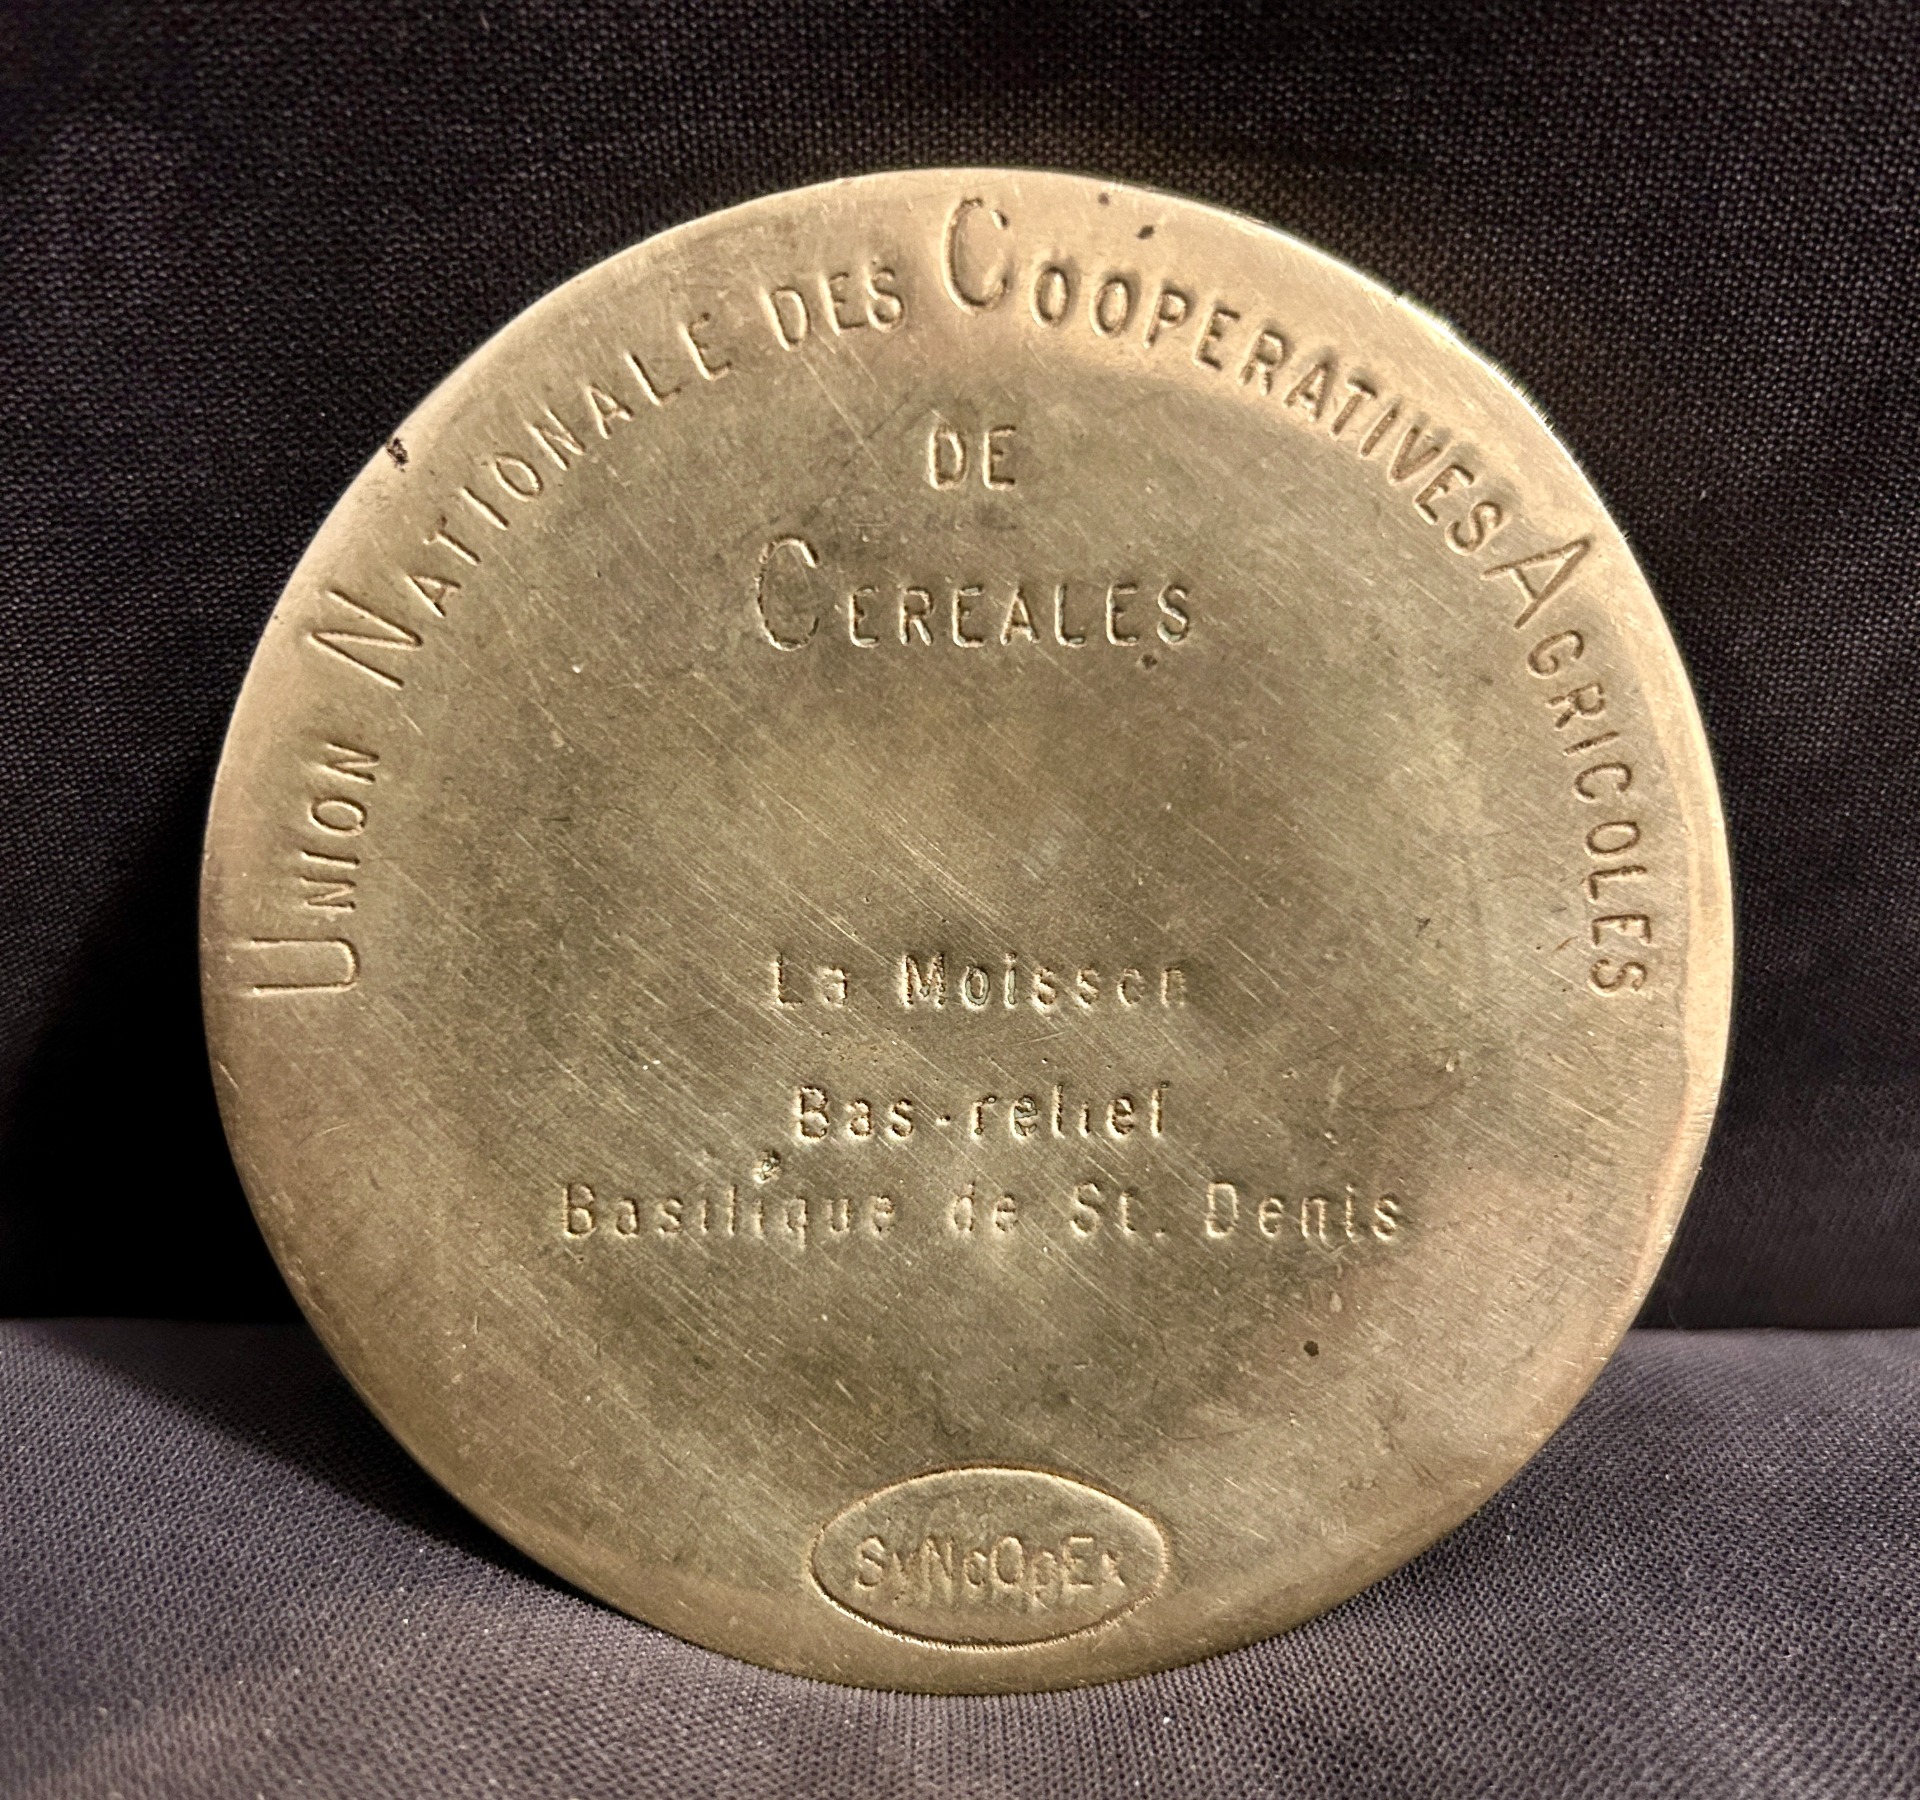 UNION NATIONALE DES COOPERATIVES AGRICOLES
DE
CEREALES
La Moisson
Bas-relief
Basilique de St. Denis
SYNCOPEX